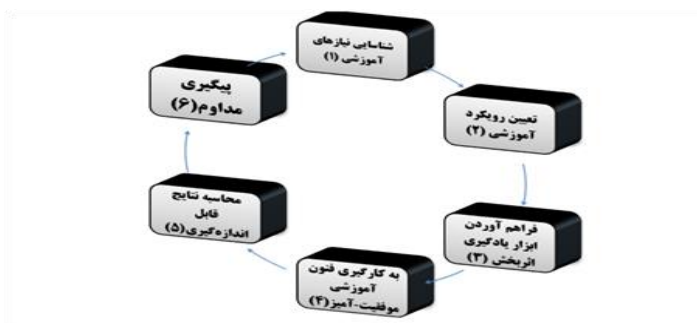 شناسایی نیازهای
آموزشی (۱)
تعیین رویکرد
آموزشی (۲)
فراهم آوردن
ابزار یادگیری
اثربخش (۳)
به کارگیری فنون
آموزشی
موفقیت-آمیز(۴)
محاسبه نتایج
قابل
اندازه‌گیری(۵)
پیگیری
مداوم(۶)